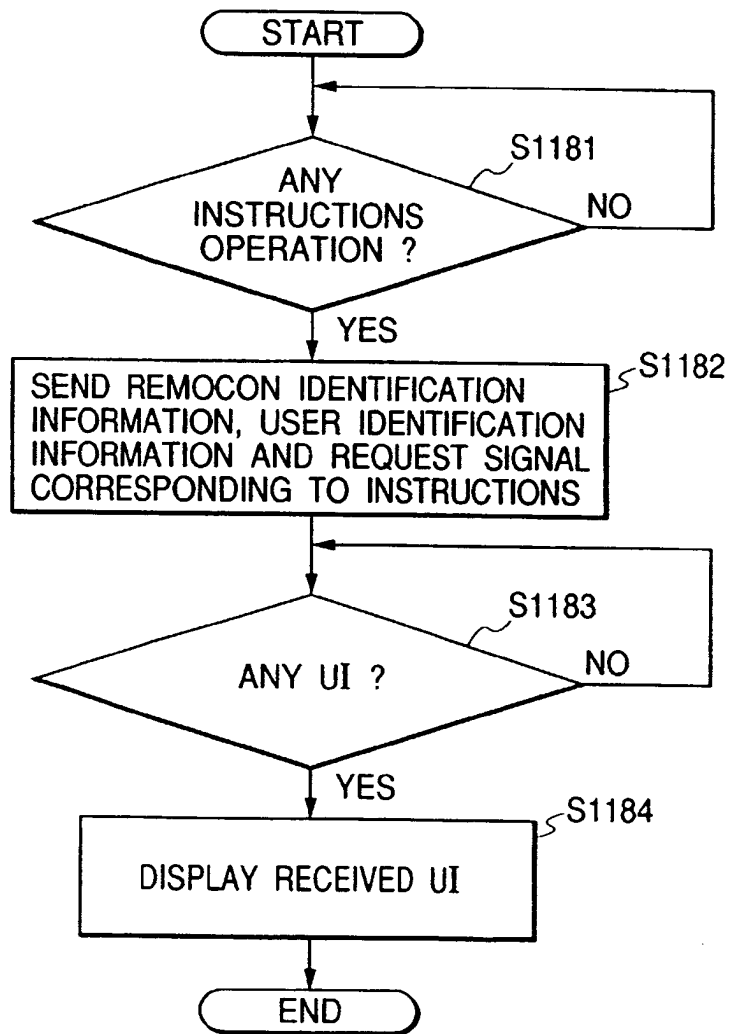 START
S1181
ANY
INSTRUCTIONS
OPERATION ?
NO
YES
S1182
SEND REMOCON IDENTIFICATION
INFORMATION, USER IDENTIFICATION
INFORMATION AND REQUEST SIGNAL
CORRESPONDING TO INSTRUCTIONS
S1183
ANY UI ?
NO
YES
S1184
DISPLAY RECEIVED UI
END